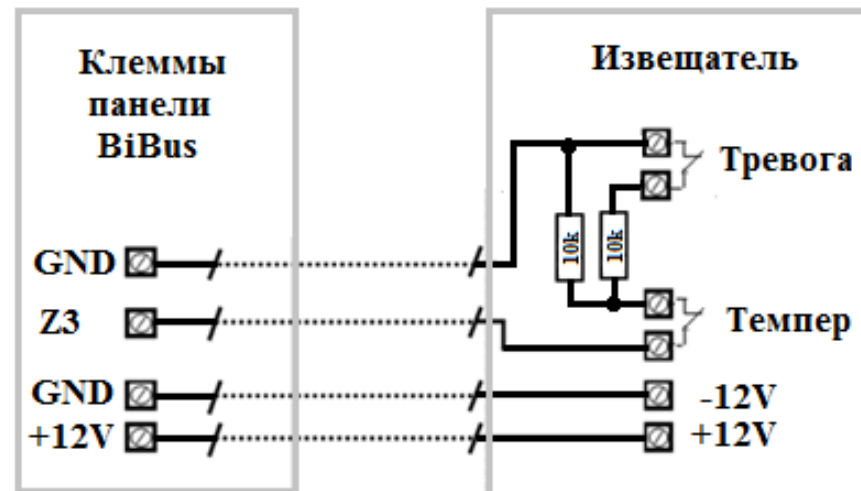 Клеммы
панели
BiBus
Извещатель
Тревога
10k
10k
GND
Z3
Темпер
GND
-12V
+12V
+12V